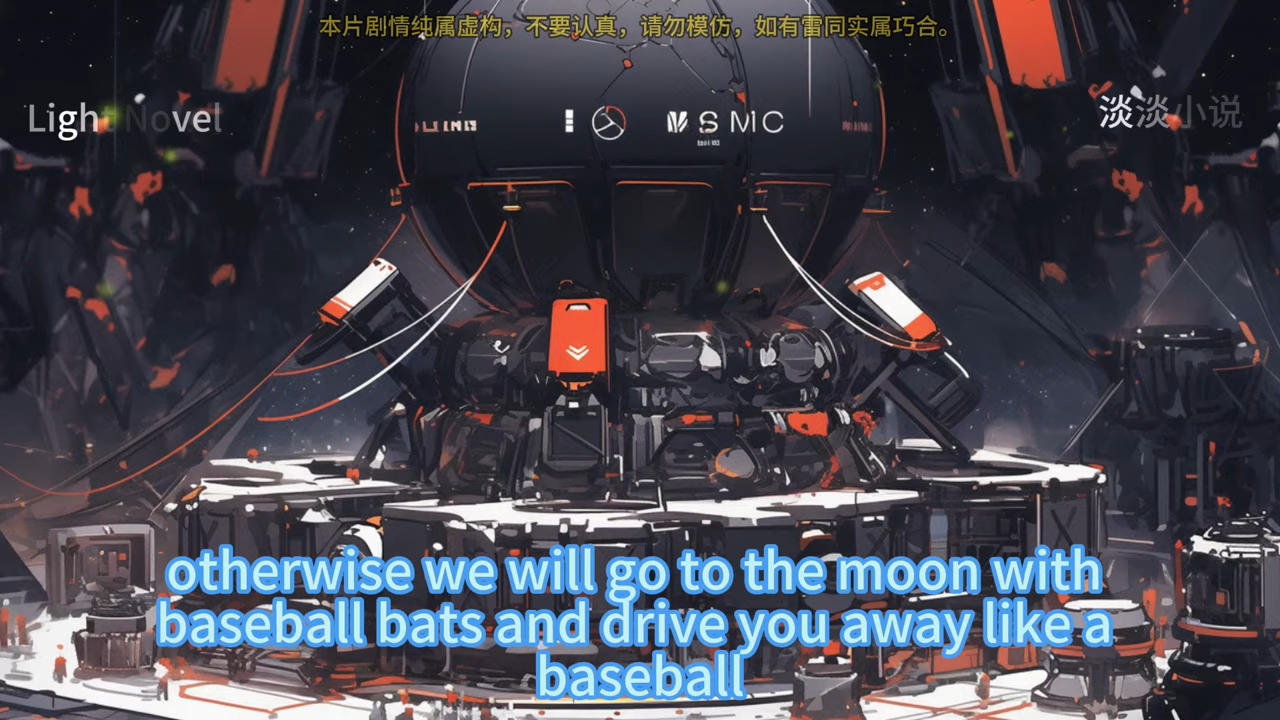 本片剧情纯属虚构，不要认真，请勿模仿，如有雷同实属巧合。
Light Novel
淡淡小说
SMC
otherwise we will go to the moon with
baseball bats and drive you away like a
baseball